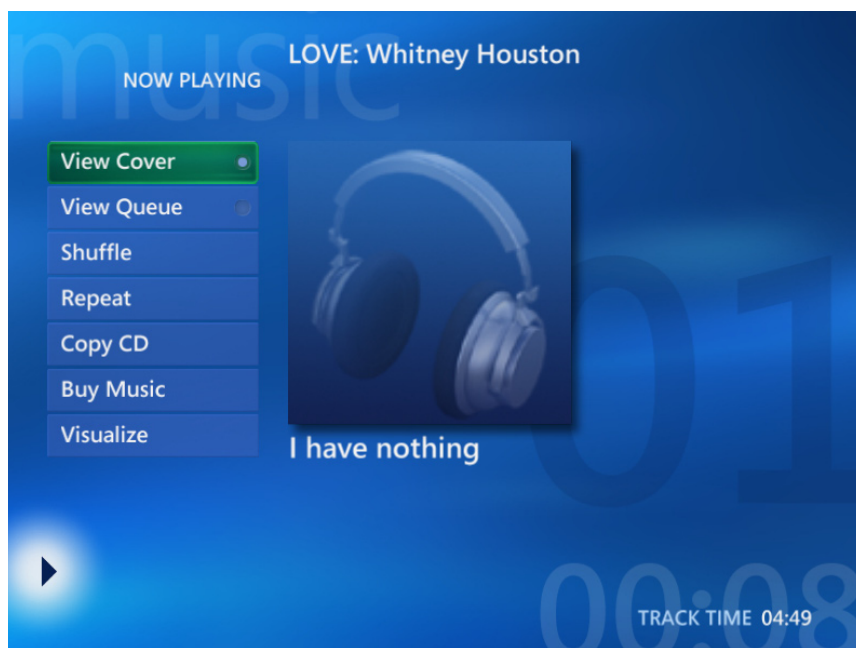 music
LOVE: Whitney Houston
NOW PLAYING
View Cover
View Queue
Shuffle
Repeat
Copy CD
Buy Music
Visualize
I have nothing
01
00:08
TRACK TIME 04:49